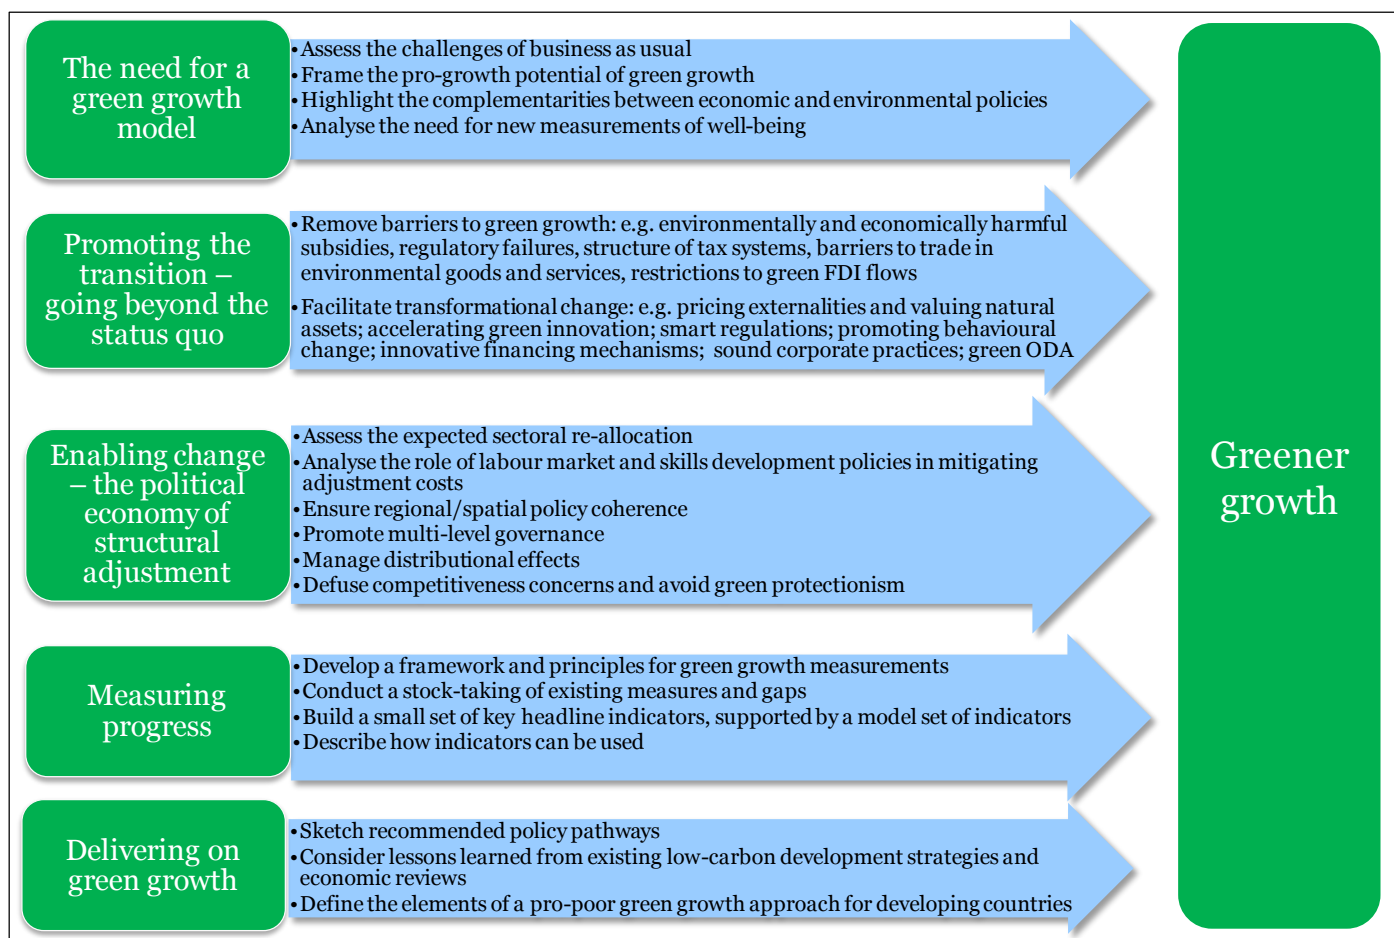 The need for a
green growth
model
•Assess the challenges of business as usual
•Frame the pro-growth potential of green growth
•Highlight the complementarities between economic and environmental policies
•Analyse the need for new measurements of well-being
Promoting the
transition –
going beyond the
status quo
•Remove barriers to green growth: e.g. environmentally and economically harmful
subsidies, regulatory failures, structure of tax systems, barriers to trade in
environmental goods and services, restrictions to green FDI flows
•Facilitate transformational change: e.g. pricing externalities and valuing natural
assets; accelerating green innovation; smart regulations; promoting behavioural
change; innovative financing mechanisms; sound corporate practices; green ODA
Enabling change
– the political
economy of
structural
adjustment
•Assess the expected sectoral re-allocation
•Analyse the role of labour market and skills development policies in mitigating
adjustment costs
•Ensure regional/spatial policy coherence
•Promote multi-level governance
•Manage distributional effects
•Defuse competitiveness concerns and avoid green protectionism
Measuring
progress
•Develop a framework and principles for green growth measurements
•Conduct a stock-taking of existing measures and gaps
•Build a small set of key headline indicators, supported by a model set of indicators
•Describe how indicators can be used
Delivering on
green growth
•Sketch recommended policy pathways
•Consider lessons learned from existing low-carbon development strategies and
economic reviews
•Define the elements of a pro-poor green growth approach for developing countries
Greener
growth